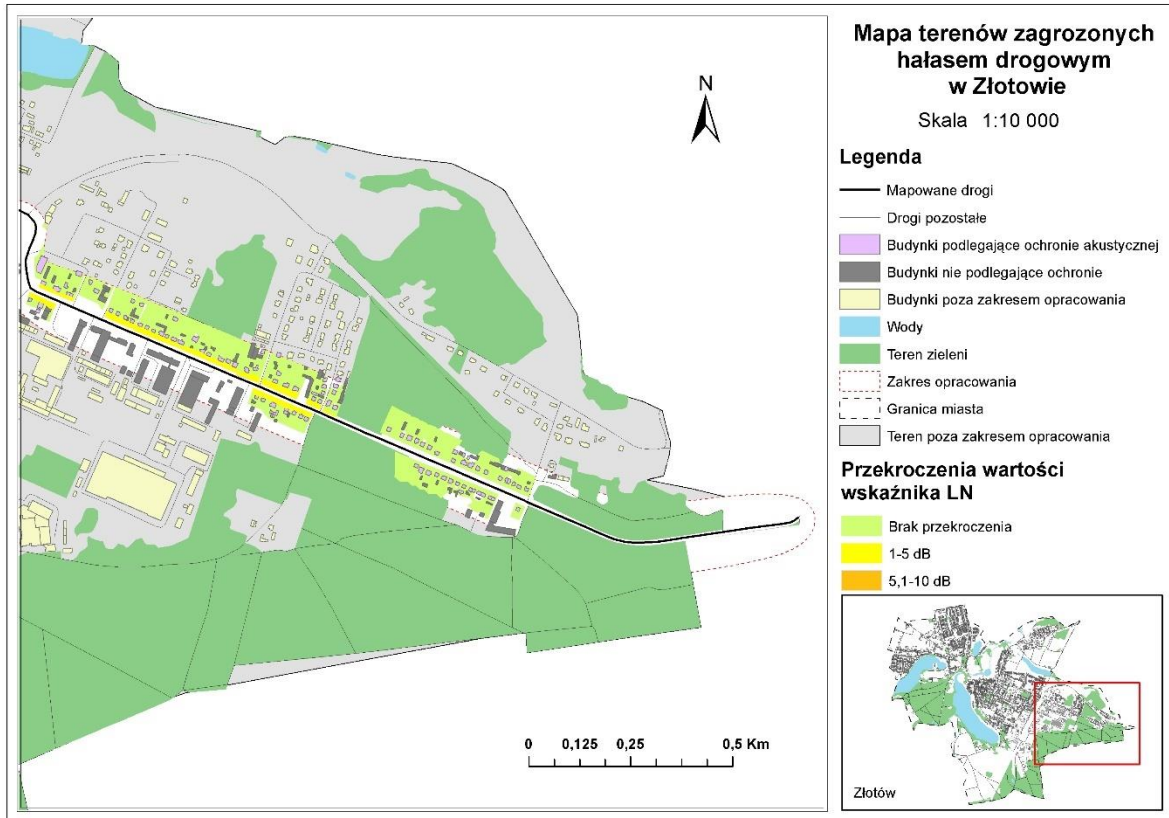 Mapa terenów zagrożonych
hałasem drogowym
w Złotowie
Skala 1:10 000
N
Legenda
Mapowane drogi
Drogi pozostałe
Budynki podlegające ochronie akustycznej
Budynki nie podlegające ochronie
Budynki poza zakresem opracowania
Wody
Teren zieleni
Zakres opracowania
Granica miasta
Teren poza zakresem opracowania
Przekroczenia wartości
wskaźnika LN
Brak przekroczenia
1-5 dB
5,1-10 dB
0 0,125 0,25 0,5 Km
Złotów